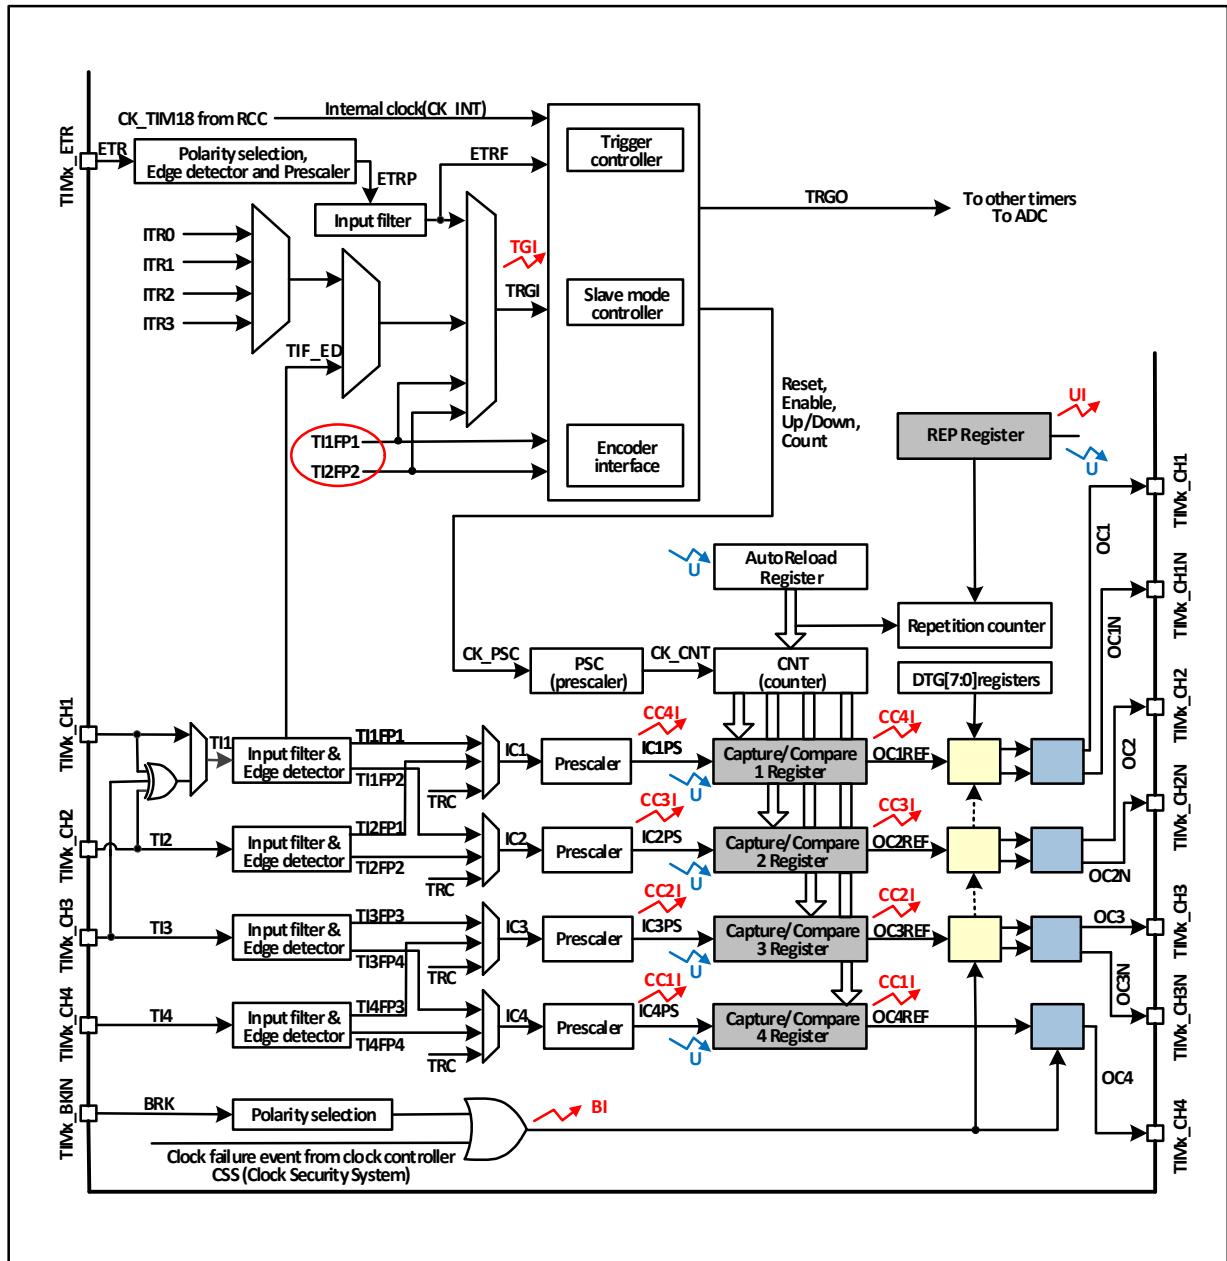 CK_TIM18 from RCC
Internal clock(CK_INT)
TIMx_ETR
ETR
Polarity selection,
Edge detector and Prescaler
ETRP
Input filter
ETRF
Trigger
controller
TRGO
To other timers
To ADC
ITR0
ITR1
ITR2
ITR3
TIF_ED
TGI
TRGI
Slave mode
controller
Reset,
Enable,
Up/Down,
Count
TI1FP1
TI2FP2
Encoder
interface
REP Register
UI
U
U
AutoReload
Register
Repetition counter
CK_PSC
PSC
(prescaler)
CK_CNT
CNT
(counter)
DTG[7:0]registers
TIMx_CH1
TI1
Input filter &
Edge detector
TI1FP1
TI1FP2
TRC
IC1
Prescaler
CC4I
IC1PS
U
Capture/Compare
1 Register
CC4I
OC1REF
OC1
TIMx_CH1
OC1N
TIMx_CH1N
TIMx_CH2
TI2
Input filter &
Edge detector
TI2FP1
TI2FP2
TRC
IC2
Prescaler
CC3I
IC2PS
U
Capture/Compare
2 Register
CC3I
OC2REF
OC2
TIMx_CH2
OC2N
TIMx_CH2N
TIMx_CH3
TI3
Input filter &
Edge detector
TI3FP3
TI3FP4
TRC
IC3
Prescaler
CC2I
IC3PS
U
Capture/Compare
3 Register
CC2I
OC3REF
OC3
TIMx_CH3
OC3N
TIMx_CH3N
TIMx_CH4
TI4
Input filter &
Edge detector
TI4FP3
TI4FP4
TRC
IC4
Prescaler
CC1I
IC4PS
U
Capture/Compare
4 Register
CC1I
OC4REF
OC4
TIMx_CH4
TIMx_BKIN
BRK
Polarity selection
BI
Clock failure event from clock controller
CSS (Clock Security System)